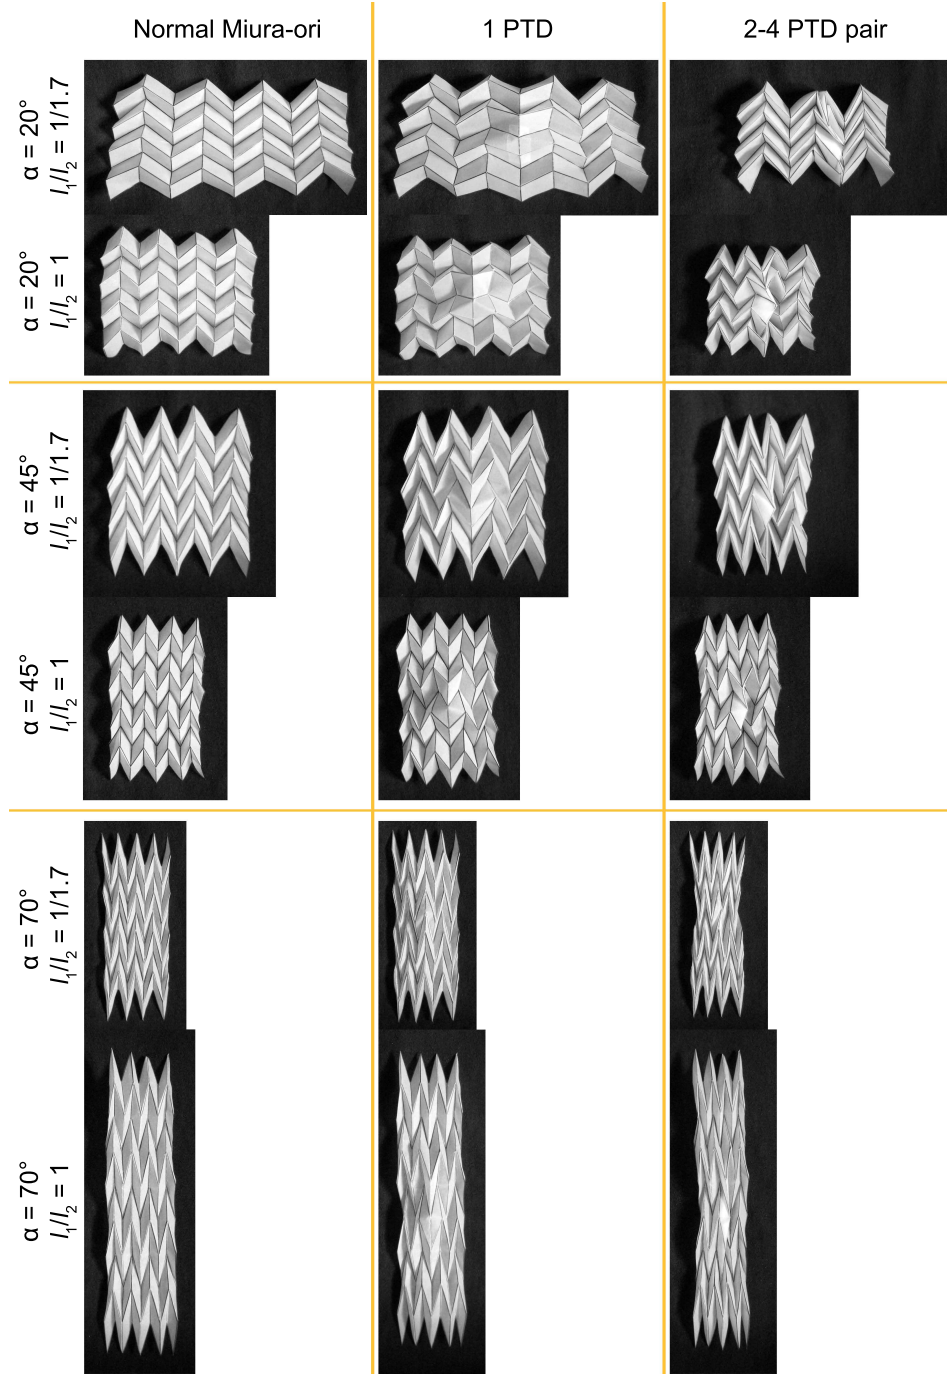 Normal Miura-ori
1 PTD
2-4 PTD pair
α = 20°
l1/l2 = 1/1.7
α = 20°
l1/l2 = 1
α = 45°
l1/l2 = 1/1.7
α = 45°
l1/l2 = 1
α = 70°
l1/l2 = 1/1.7
α = 70°
l1/l2 = 1